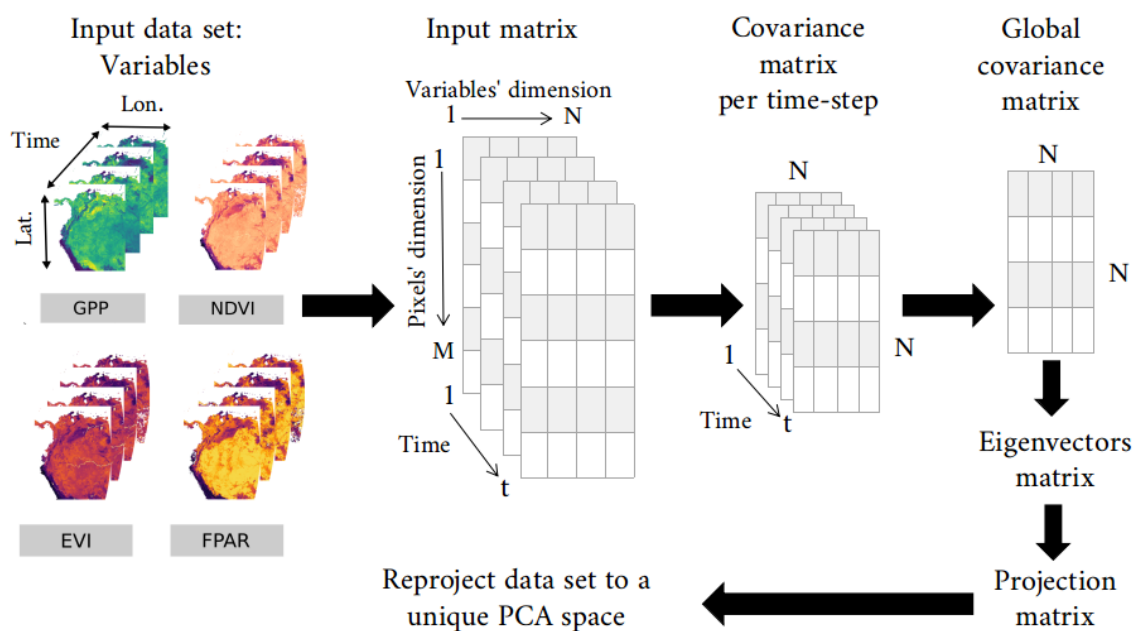 Input data set:
Variables
Lon.
Time
Lat.
GPP
NDVI
EVI
FPAR
Input matrix
Variables' dimension
1
N
1
Pixels' dimension
M
1
Time
t
Covariance
matrix
per time-step
N
N
1
Time
t
Global
covariance
matrix
N
N
Eigenvectors
matrix
Projection
matrix
Reproject data set to a
unique PCA space